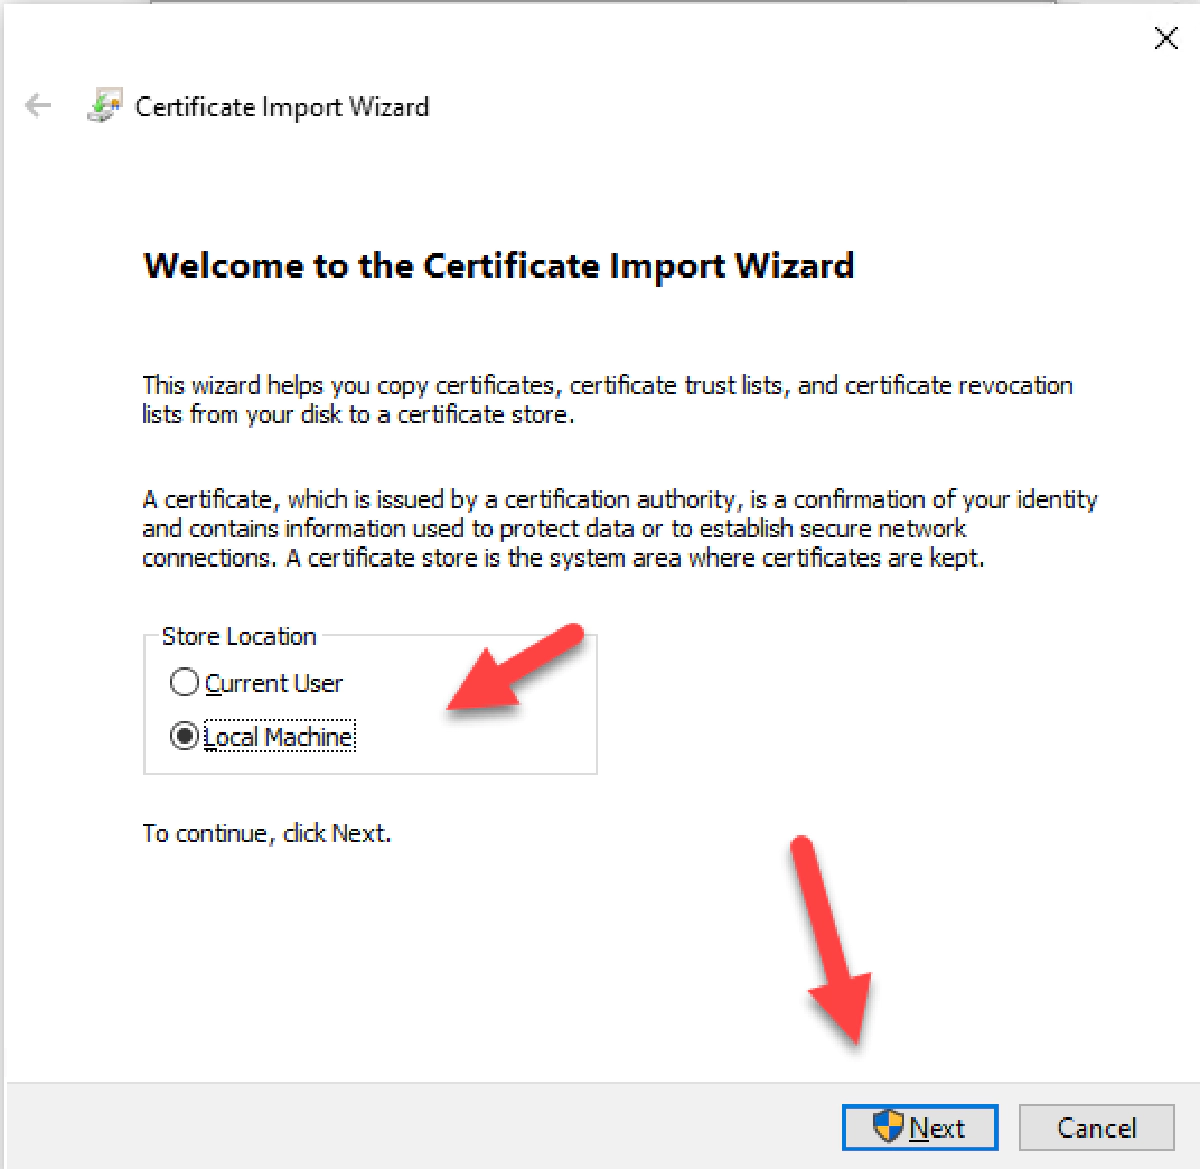 Certificate Import Wizard
Welcome to the Certificate Import Wizard
This wizard helps you copy certificates, certificate trust lists, and certificate revocation
lists from your disk to a certificate store.
A certificate, which is issued by a certification authority, is a confirmation of your identity
and contains information used to protect data or to establish secure network
connections. A certificate store is the system area where certificates are kept.
Store Location
Current User
Local Machine
To continue, click Next.
Next
Cancel